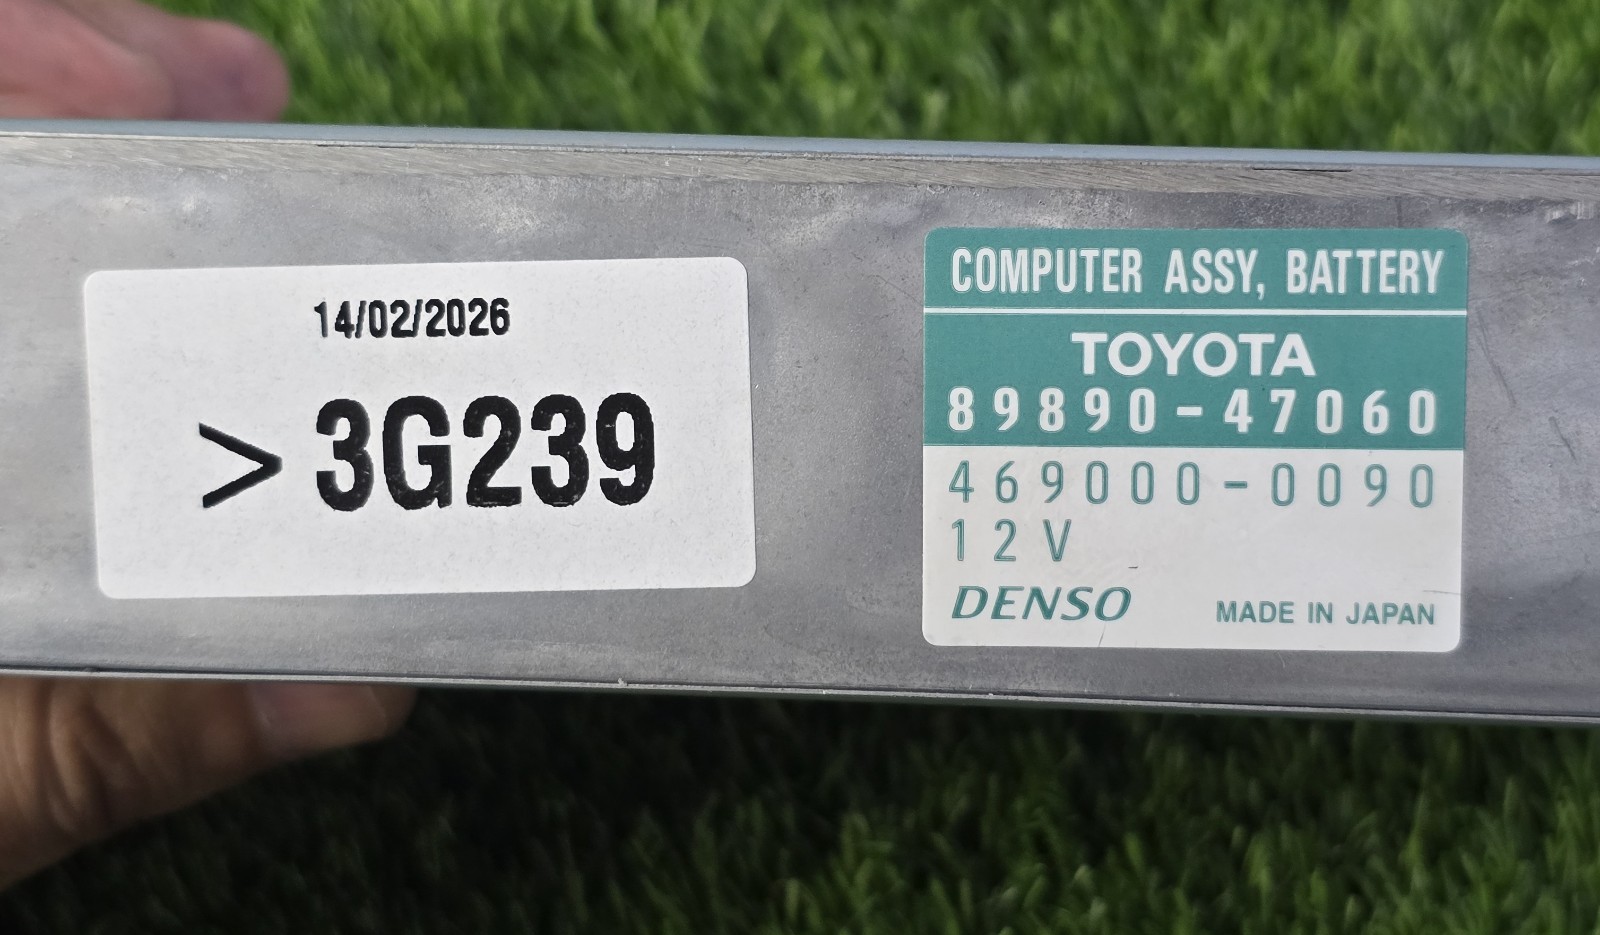 14/02/2026
> 3G239
COMPUTER ASSY, BATTERY
TOYOTA
89890-47060
469000-0090
12V
DENSO MADE IN JAPAN